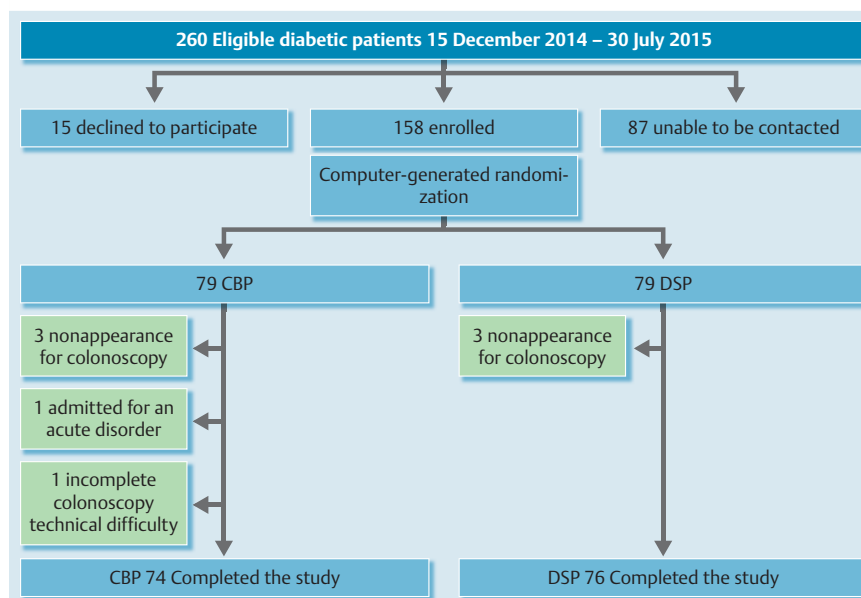 260 Eligible diabetic patients 15 December 2014 – 30 July 2015
15 declined to participate
158 enrolled
87 unable to be contacted
Computer-generated randomi-
zation
79 CBP
79 DSP
3 nonappearance
for colonoscopy
3 nonappearance
for colonoscopy
1 admitted for an
acute disorder
1 incomplete
colonoscopy
technical difficulty
CBP 74 Completed the study
DSP 76 Completed the study